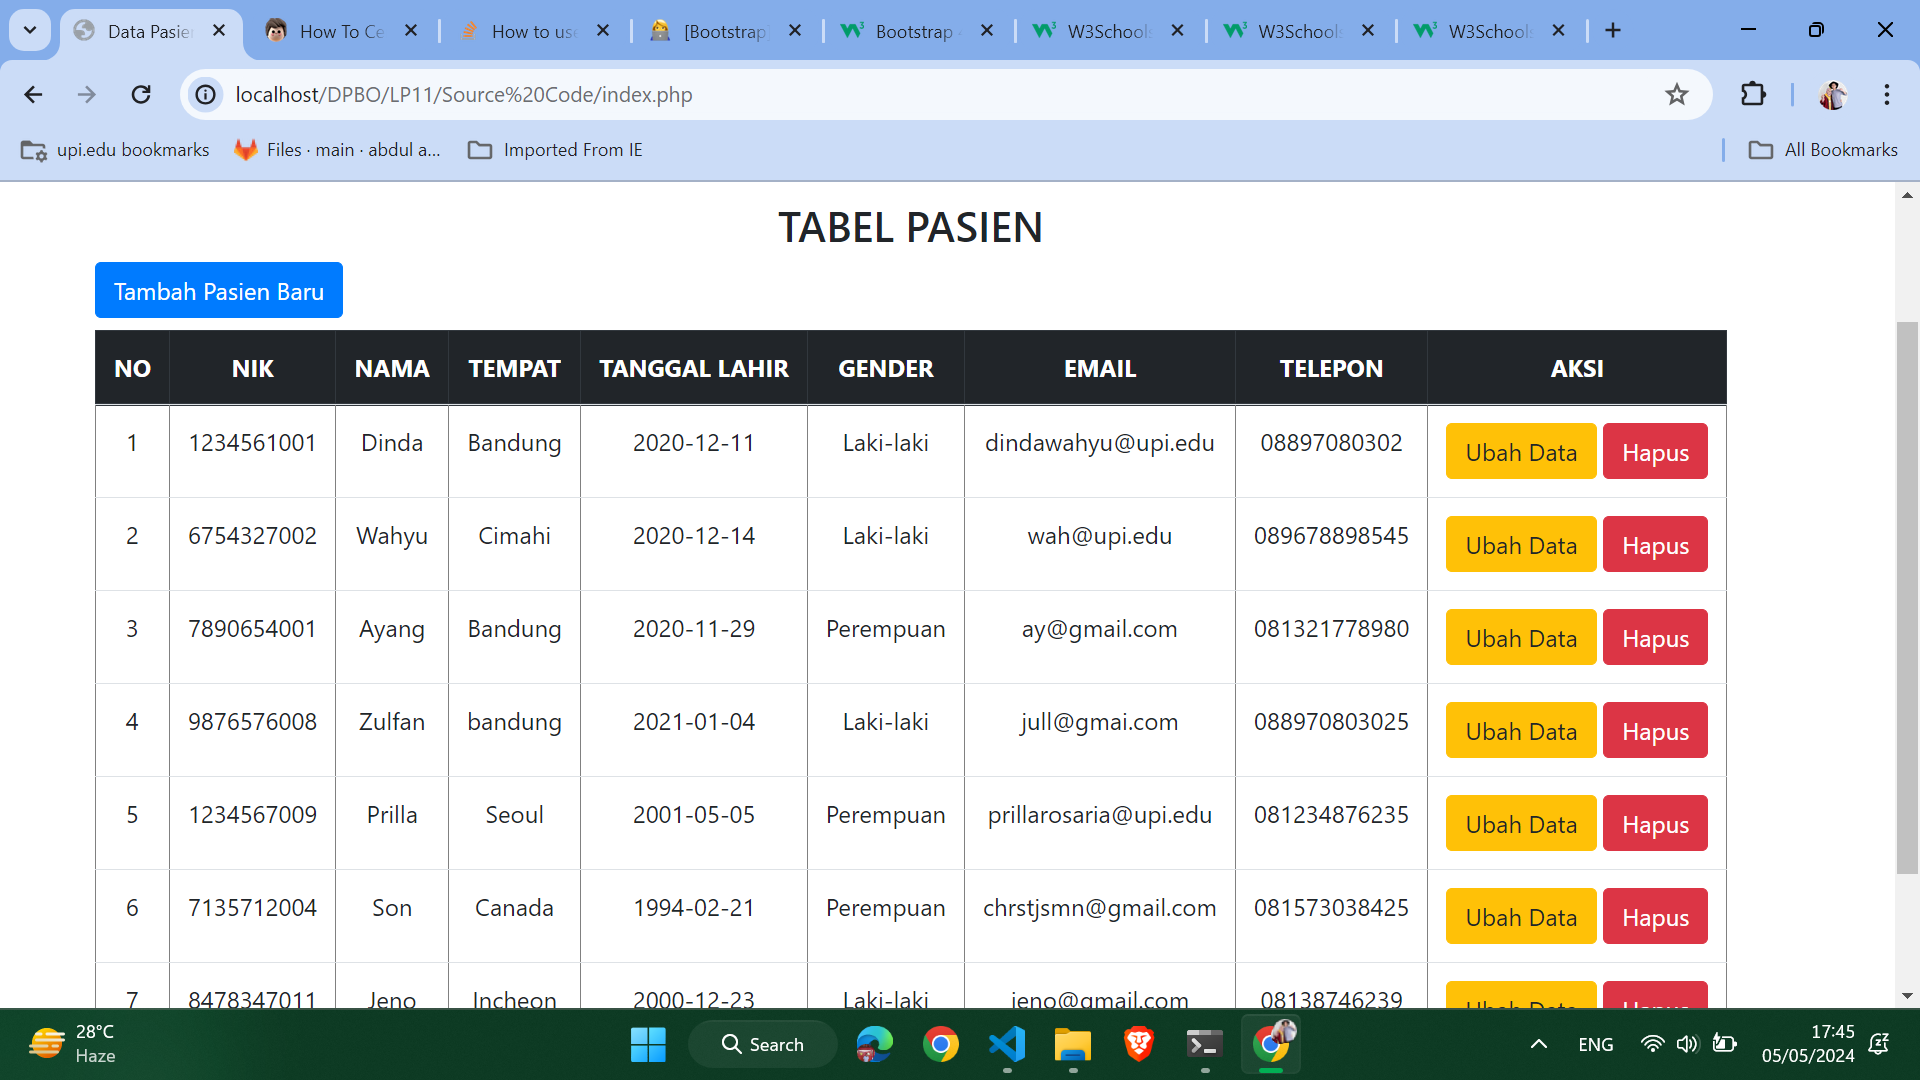 Data Pasie
How To Ce
How to use
[Bootstrap
Bootstrap
W3Schools
W3Schools
W3Schools
localhost/DPBO/LP11/Source%20Code/index.php
upi.edu bookmarks
Files · main · abdul a...
Imported From IE
All Bookmarks
TABEL PASIEN
Tambah Pasien Baru
NO NIK NAMA TEMPAT TANGGAL LAHIR GENDER EMAIL TELEPON AKSI
1 1234561001 Dinda Bandung 2020-12-11 Laki-laki dindawahyu@upi.edu 08897080302 Ubah Data Hapus
2 6754327002 Wahyu Cimahi 2020-12-14 Laki-laki wah@upi.edu 089678898545 Ubah Data Hapus
3 7890654001 Ayang Bandung 2020-11-29 Perempuan ay@gmail.com 081321778980 Ubah Data Hapus
4 9876576008 Zulfan bandung 2021-01-04 Laki-laki jull@gmai.com 088970803025 Ubah Data Hapus
5 1234567009 Prilla Seoul 2001-05-05 Perempuan prillarosaria@upi.edu 081234876235 Ubah Data Hapus
6 7135712004 Son Canada 1994-02-21 Perempuan chrstjsmn@gmail.com 081573038425 Ubah Data Hapus
7 8478347011 Jeno Incheon 2000-12-23 Laki-laki jeno@gmail.com 08138746239 Ubah Data Hapus
28°C
Haze
Search
ENG
17:45
05/05/2024